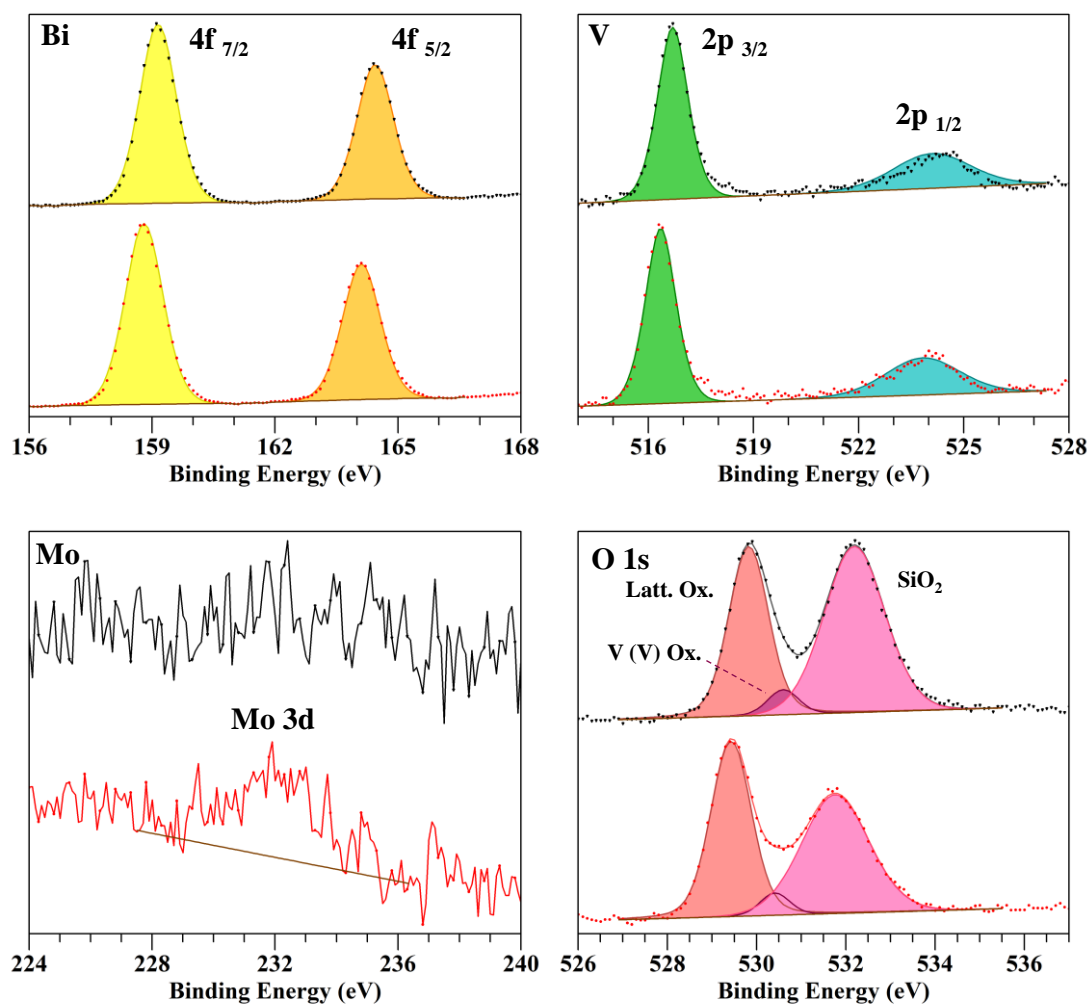 Bi
4f 7/2
4f 5/2
156 159 162 165 168
Binding Energy (eV)
V
2p 3/2
2p 1/2
516 519 522 525 528
Binding Energy (eV)
Mo
Mo 3d
224 228 232 236 240
Binding Energy (eV)
O 1s
Latt. Ox.
SiO2
V (V) Ox.
526 528 530 532 534 536
Binding Energy (eV)